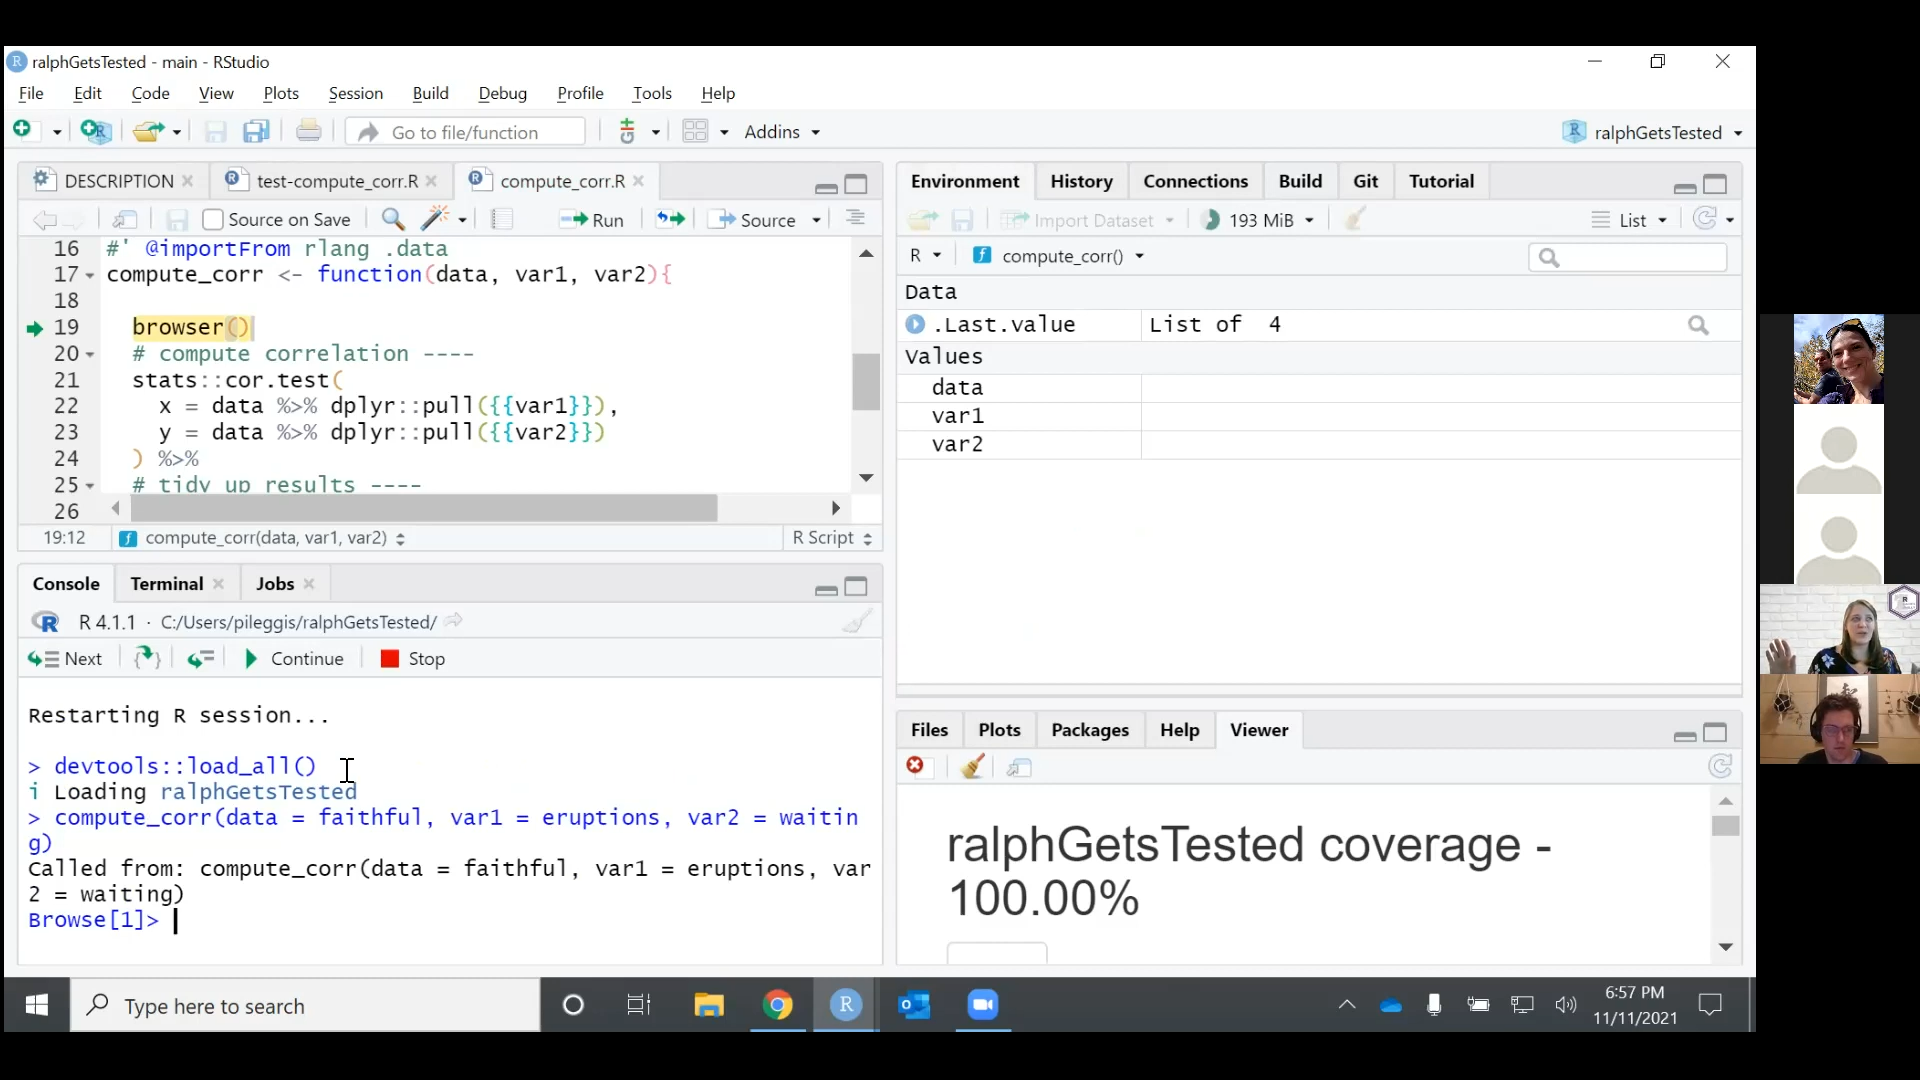 ralphGetsTested - main - RStudio
File Edit Code View Plots Session Build Debug Profile Tools Help
Go to file/function Addins ralphGetsTested
DESCRIPTION test-compute_corr.R compute_corr.R
Source on Save Run Source
16 #' @importFrom rlang .data
17 compute_corr <- function(data, var1, var2){
18
19 browser()
20 # compute correlation ----
21 stats::cor.test(
22 x = data %>% dplyr::pull({{var1}}),
23 y = data %>% dplyr::pull({{var2}})
24 ) %>%
25 # tidy up results ----
26
19:12 compute_corr(data, var1, var2) R Script
Console Terminal Jobs
R 4.1.1 · C:/Users/pileggis/ralphGetsTested/
Next Continue Stop
Restarting R session...
> devtools::load_all()
i Loading ralphGetsTested
> compute_corr(data = faithful, var1 = eruptions, var2 = waitin
g)
Called from: compute_corr(data = faithful, var1 = eruptions, var
2 = waiting)
Browse[1]>
Environment History Connections Build Git Tutorial
Import Dataset 193 MiB List
R compute_corr()
Data
.Last.value List of 4
Values
data
var1
var2
Files Plots Packages Help Viewer
ralphGetsTested coverage -
100.00%
Type here to search
6:57 PM
11/11/2021